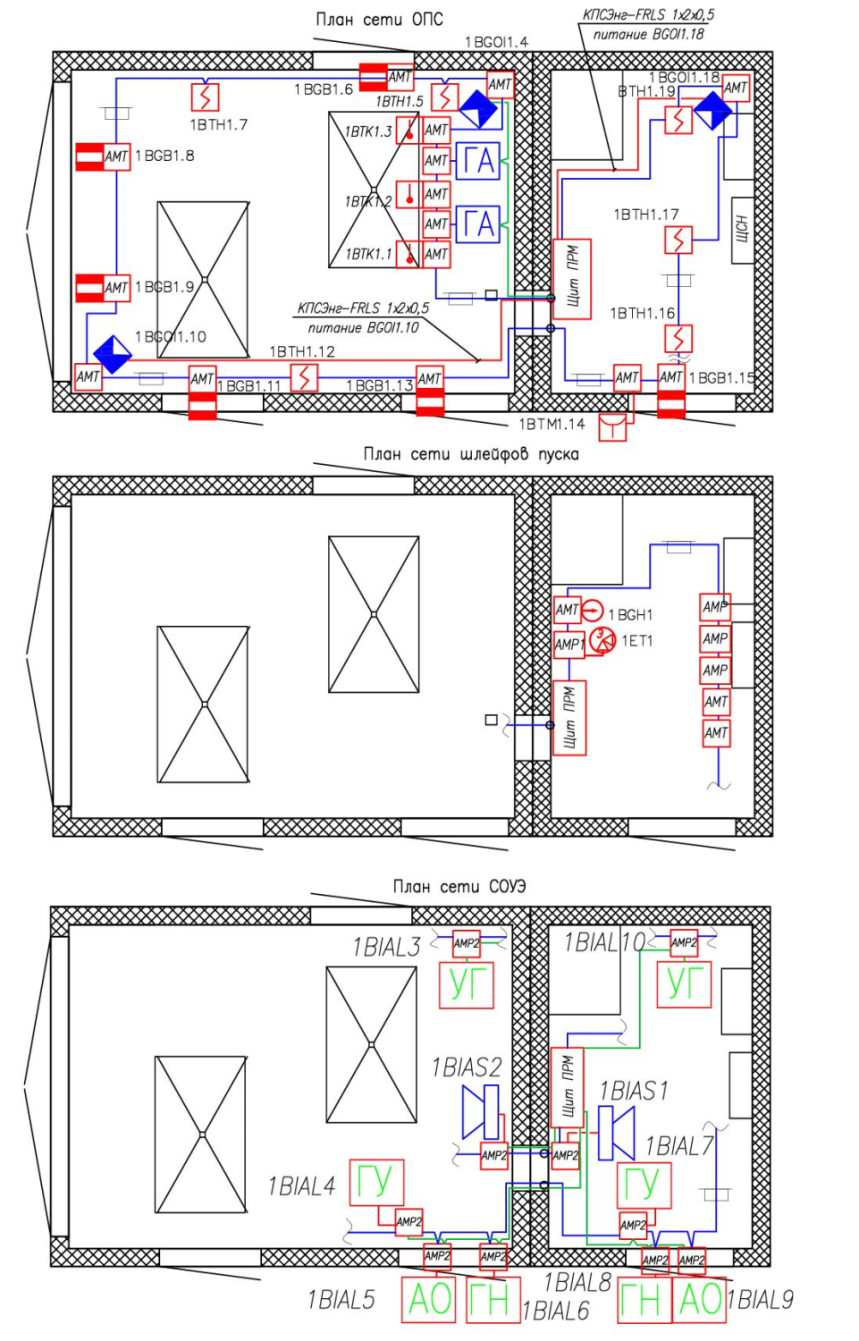 План сети ОПС
КПСЭнг-FRLS 1х2х0,5
питание BGOI1.18
1BGOI1.4
1BGB1.6
АМТ
1BTH1.5
АМТ
1BGOI1.18
BTH1.19
АМТ
1BTH1.7
1BTK1.3
АМТ
1BGB1.8
АМТ
АМТ
ГА
1BTK1.2
АМТ
АМТ
ГА
1BTH1.17
ЩСН
1BTK1.1
АМТ
Щит ПРМ
АМТ
1BGB1.9
КПСЭнг-FRLS 1х2х0,5
питание BGOI1.10
1BTH1.16
1BGOI1.10
1BTH1.12
АМТ
АМТ
1BGB1.11
1BGB1.13
АМТ
АМТ
АМТ
1BGB1.15
1BTM1.14
План сети шлейфов пуска
АМТ
1BGH1
АМР
АМР1
Э
1ET1
АМР
АМР
Щит ПРМ
АМТ
АМТ
План сети СОУЭ
1BIAL3
АМР2
1BIAL10
АМР2
УГ
УГ
1BIAS2
Щит ПРМ
1BIAS1
АМР2
АМР2
1BIAL7
1BIAL4
ГУ
ГУ
АМР2
АМР2
АМР2
АМР2
АМР2
АМР2
1BIAL5
АО
ГН
1BIAL6
1BIAL8
ГН
АО
1BIAL9